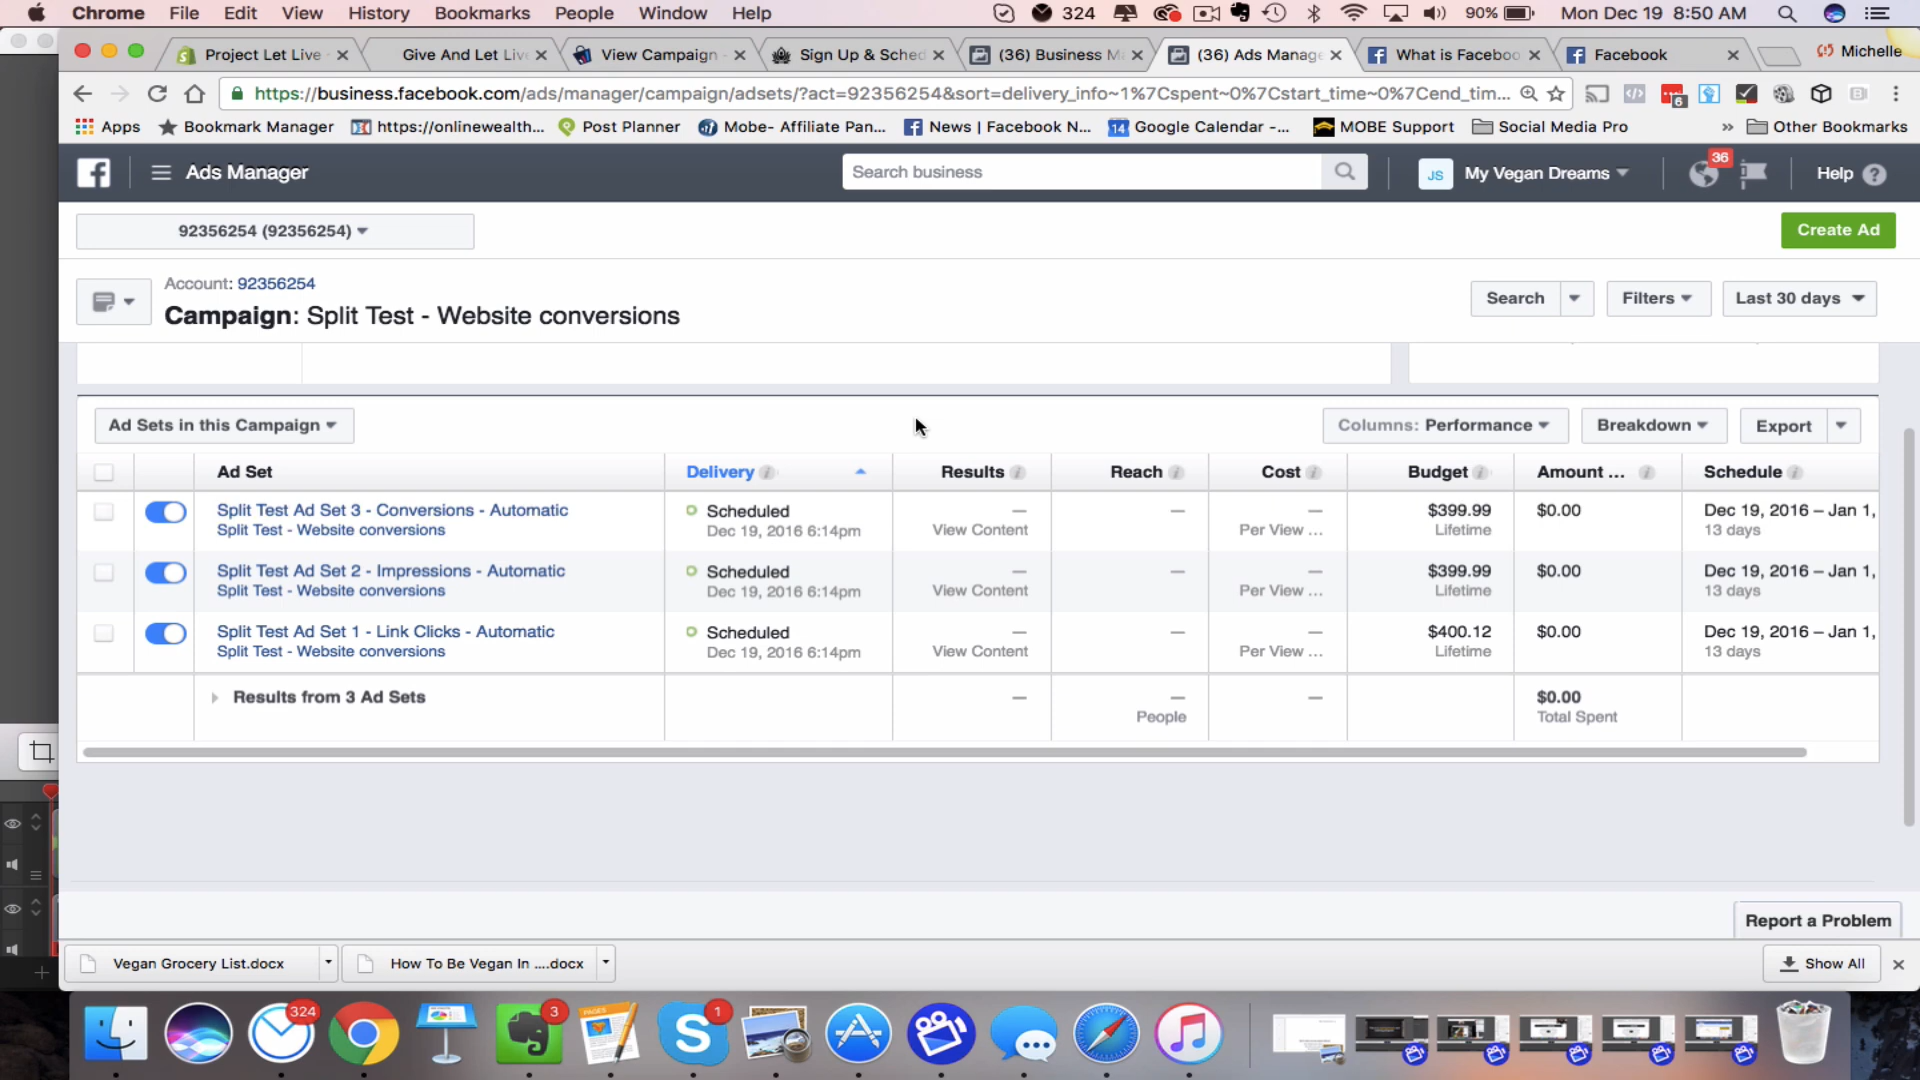 Chrome File Edit View History Bookmarks People Window Help 324 90% Mon Dec 19 8:50 AM
Project Let Live Give And Let Liv View Campaign Sign Up & Sched (36) Business M (36) Ads Manage What is Faceboo Facebook Michelle
https://business.facebook.com/ads/manager/campaign/adsets/?act=92356254&sort=delivery_info~1%7Cspent~0%7Cstart_time~0%7Cend_tim... 6
Apps Bookmark Manager https://onlinewealth... Post Planner Mobe- Affiliate Pan... News | Facebook N... 14 Google Calendar -... MOBE Support Social Media Pro » Other Bookmarks
Ads Manager Search business JS My Vegan Dreams 36 Help ?
92356254 (92356254) Create Ad
Account: 92356254
Campaign: Split Test - Website conversions Search Filters Last 30 days
Ad Sets in this Campaign Columns: Performance Breakdown Export
Ad Set Delivery Results Reach Cost Budget Amount ... Schedule
Split Test Ad Set 3 - Conversions - Automatic Scheduled — — — $399.99 $0.00 Dec 19, 2016 – Jan 1,
Split Test - Website conversions Dec 19, 2016 6:14pm View Content Per View ... Lifetime 13 days
Split Test Ad Set 2 - Impressions - Automatic Scheduled — — — $399.99 $0.00 Dec 19, 2016 – Jan 1,
Split Test - Website conversions Dec 19, 2016 6:14pm View Content Per View ... Lifetime 13 days
Split Test Ad Set 1 - Link Clicks - Automatic Scheduled — — — $400.12 $0.00 Dec 19, 2016 – Jan 1,
Split Test - Website conversions Dec 19, 2016 6:14pm View Content Per View ... Lifetime 13 days
Results from 3 Ad Sets — — — $0.00
People Total Spent
Report a Problem
Vegan Grocery List.docx How To Be Vegan In ....docx Show All
324 3 1
PAGES